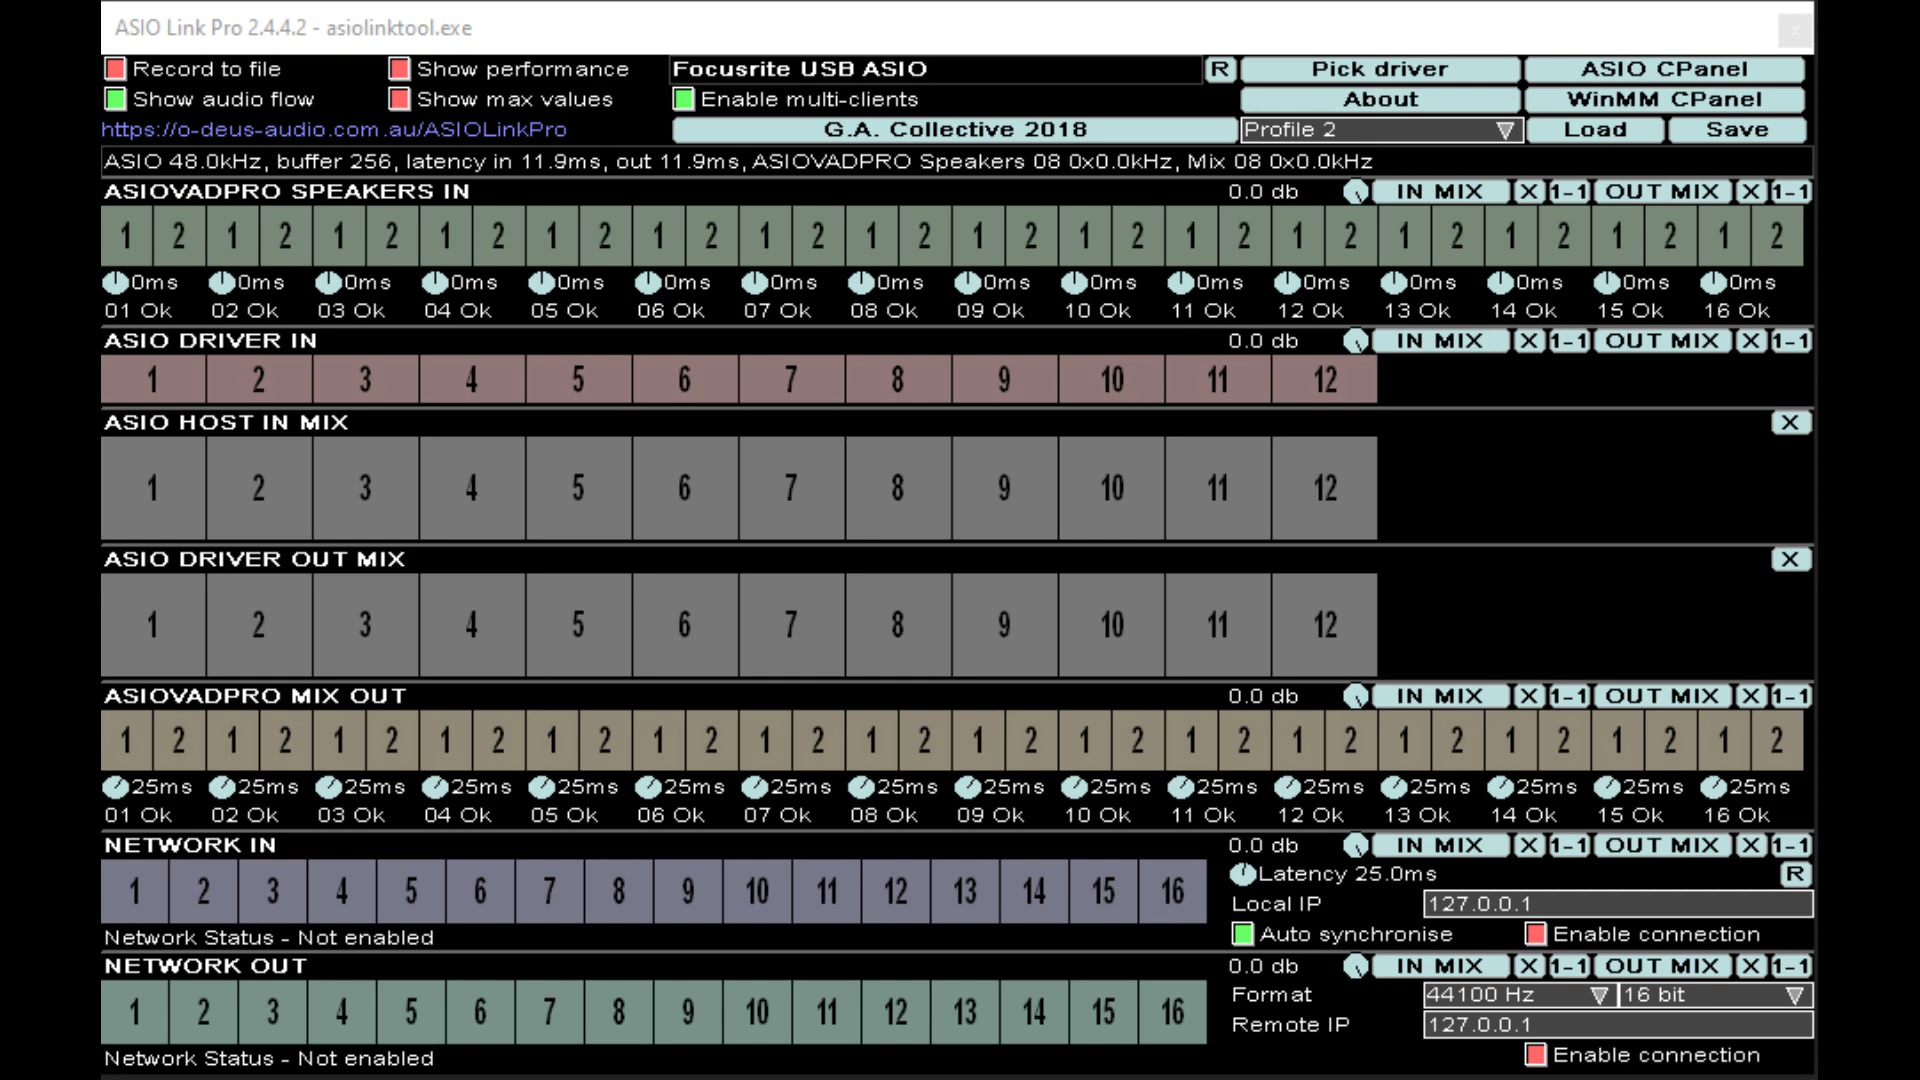 ASIO Link Pro 2.4.4.2 - asiolinktool.exe
Record to file Show performance Focusrite USB ASIO R Pick driver ASIO CPanel
Show audio flow Show max values Enable multi-clients About WinMM CPanel
https://o-deus-audio.com.au/ASIOLinkPro G.A. Collective 2018 Profile 2 Load Save
ASIO 48.0kHz, buffer 256, latency in 11.9ms, out 11.9ms, ASIOVADPRO Speakers 08 0x0.0kHz, Mix 08 0x0.0kHz
ASIOVADPRO SPEAKERS IN 0.0 db IN MIX X 1-1 OUT MIX X 1-1
1 2 1 2 1 2 1 2 1 2 1 2 1 2 1 2 1 2 1 2 1 2 1 2 1 2 1 2 1 2 1 2
0ms 0ms 0ms 0ms 0ms 0ms 0ms 0ms 0ms 0ms 0ms 0ms 0ms 0ms 0ms 0ms
01 Ok 02 Ok 03 Ok 04 Ok 05 Ok 06 Ok 07 Ok 08 Ok 09 Ok 10 Ok 11 Ok 12 Ok 13 Ok 14 Ok 15 Ok 16 Ok
ASIO DRIVER IN 0.0 db IN MIX X 1-1 OUT MIX X 1-1
1 2 3 4 5 6 7 8 9 10 11 12
ASIO HOST IN MIX X
1 2 3 4 5 6 7 8 9 10 11 12
ASIO DRIVER OUT MIX X
1 2 3 4 5 6 7 8 9 10 11 12
ASIOVADPRO MIX OUT 0.0 db IN MIX X 1-1 OUT MIX X 1-1
1 2 1 2 1 2 1 2 1 2 1 2 1 2 1 2 1 2 1 2 1 2 1 2 1 2 1 2 1 2 1 2
25ms 25ms 25ms 25ms 25ms 25ms 25ms 25ms 25ms 25ms 25ms 25ms 25ms 25ms 25ms 25ms
01 Ok 02 Ok 03 Ok 04 Ok 05 Ok 06 Ok 07 Ok 08 Ok 09 Ok 10 Ok 11 Ok 12 Ok 13 Ok 14 Ok 15 Ok 16 Ok
NETWORK IN 0.0 db IN MIX X 1-1 OUT MIX X 1-1
Latency 25.0ms R
1 2 3 4 5 6 7 8 9 10 11 12 13 14 15 16
Local IP 127.0.0.1
Network Status - Not enabled Auto synchronise Enable connection
NETWORK OUT 0.0 db IN MIX X 1-1 OUT MIX X 1-1
Format 44100 Hz 16 bit
1 2 3 4 5 6 7 8 9 10 11 12 13 14 15 16
Remote IP 127.0.0.1
Network Status - Not enabled Enable connection